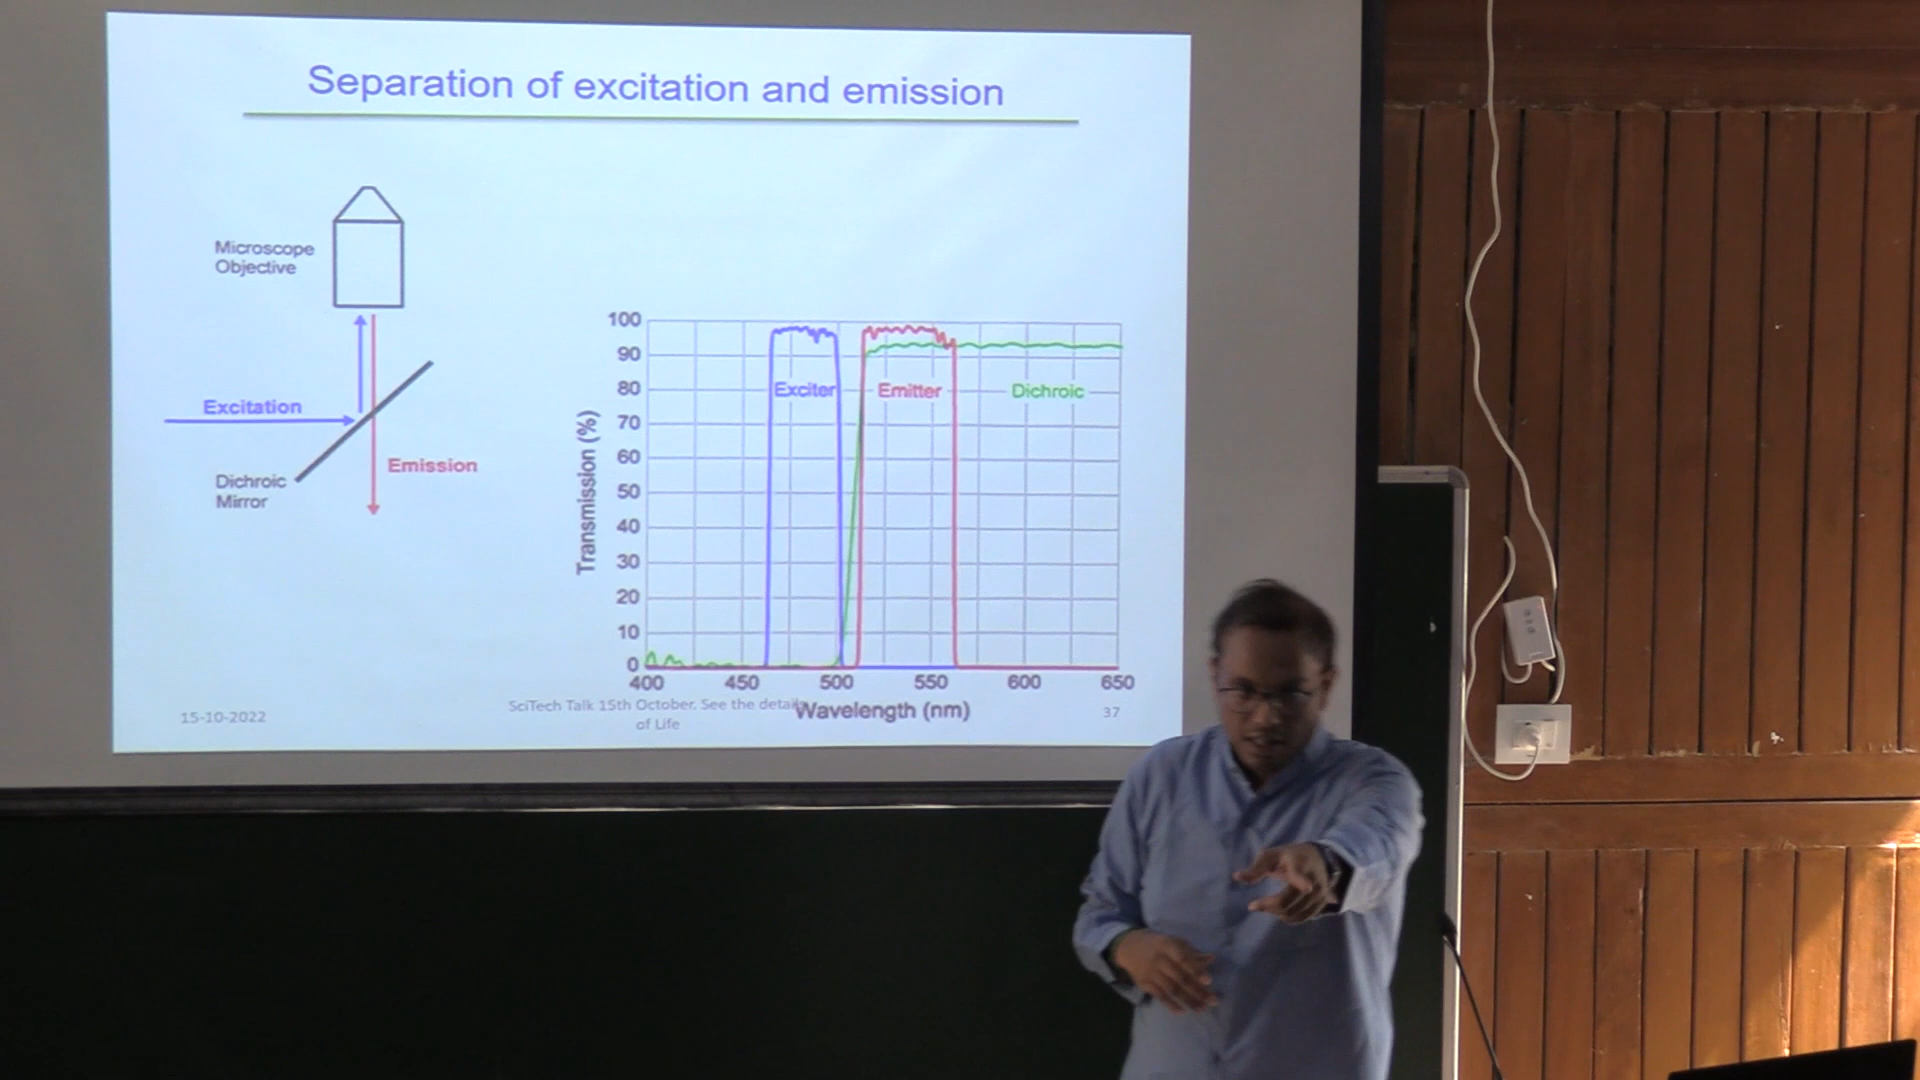 Separation of excitation and emission
Microscope
Objective
Excitation
Dichroic
Mirror
Emission
Transmission (%)
100
90
80
70
60
50
40
30
20
10
0
Exciter
Emitter
Dichroic
400
450
500
550
600
650
Wavelength (nm)
15-10-2022
SciTech Talk 15th October. See the details
of Life
37